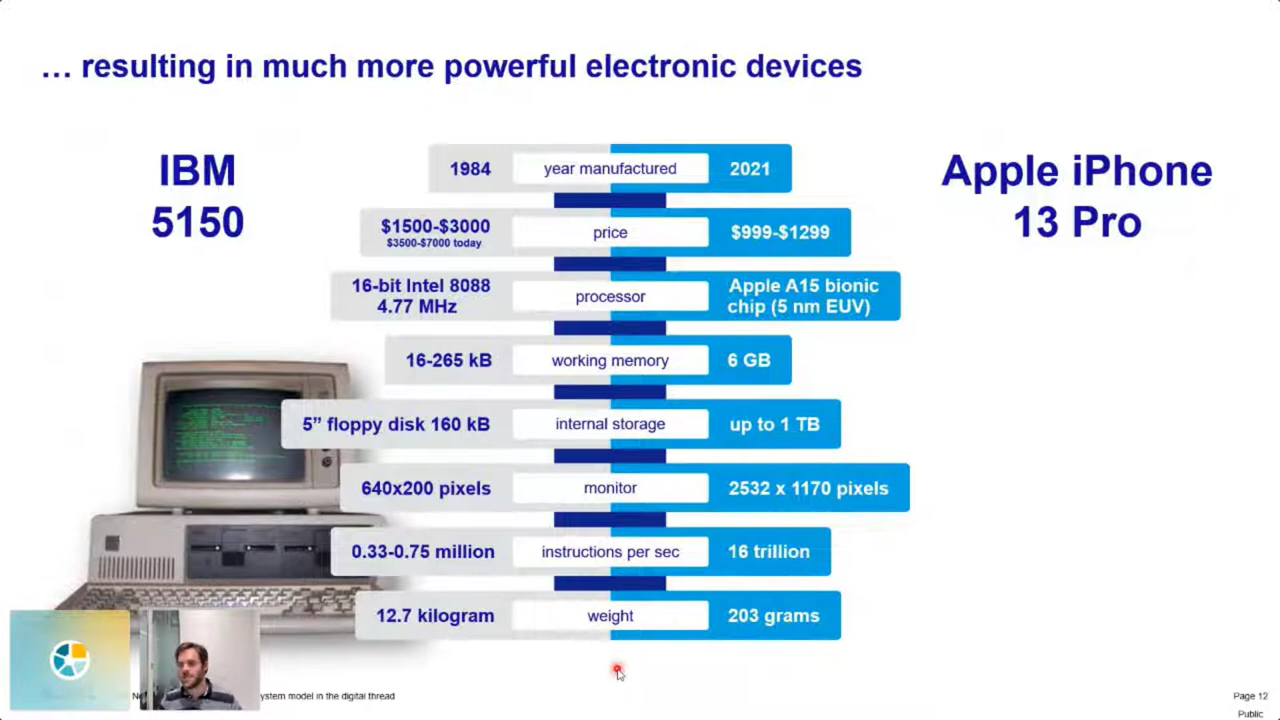 … resulting in much more powerful electronic devices
IBM
5150
Apple iPhone
13 Pro
1984 year manufactured 2021
$1500-$3000
$3500-$7000 today
price
$999-$1299
16-bit Intel 8088
4.77 MHz
processor
Apple A15 bionic
chip (5 nm EUV)
16-265 kB working memory 6 GB
5” floppy disk 160 kB internal storage up to 1 TB
640x200 pixels monitor 2532 x 1170 pixels
0.33-0.75 million instructions per sec 16 trillion
12.7 kilogram weight 203 grams
ystem model in the digital thread
Page 12
Public